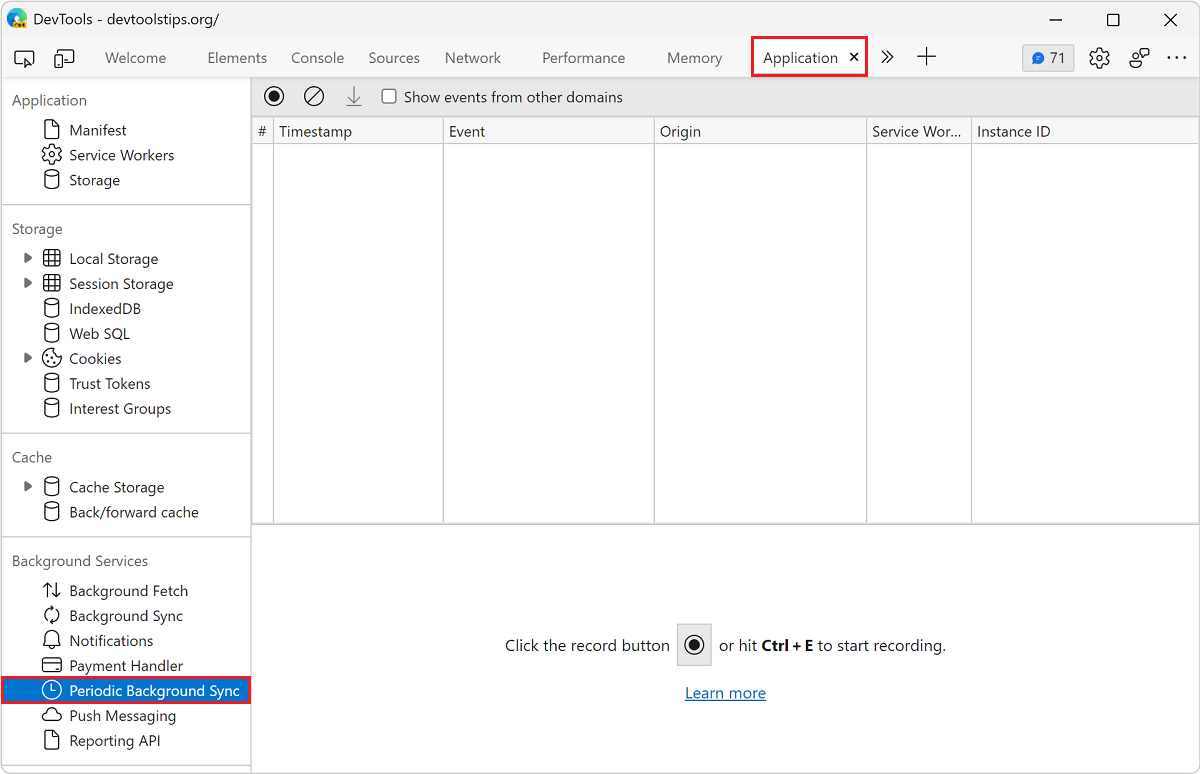 DevTools - devtoolstips.org/
Welcome Elements Console Sources Network Performance Memory Application 71
Application
Manifest
Service Workers
Storage
Storage
Local Storage
Session Storage
IndexedDB
Web SQL
Cookies
Trust Tokens
Interest Groups
Cache
Cache Storage
Back/forward cache
Background Services
Background Fetch
Background Sync
Notifications
Payment Handler
Periodic Background Sync
Push Messaging
Reporting API
Show events from other domains
# Timestamp Event Origin Service Wor... Instance ID
Click the record button or hit Ctrl + E to start recording.
Learn more